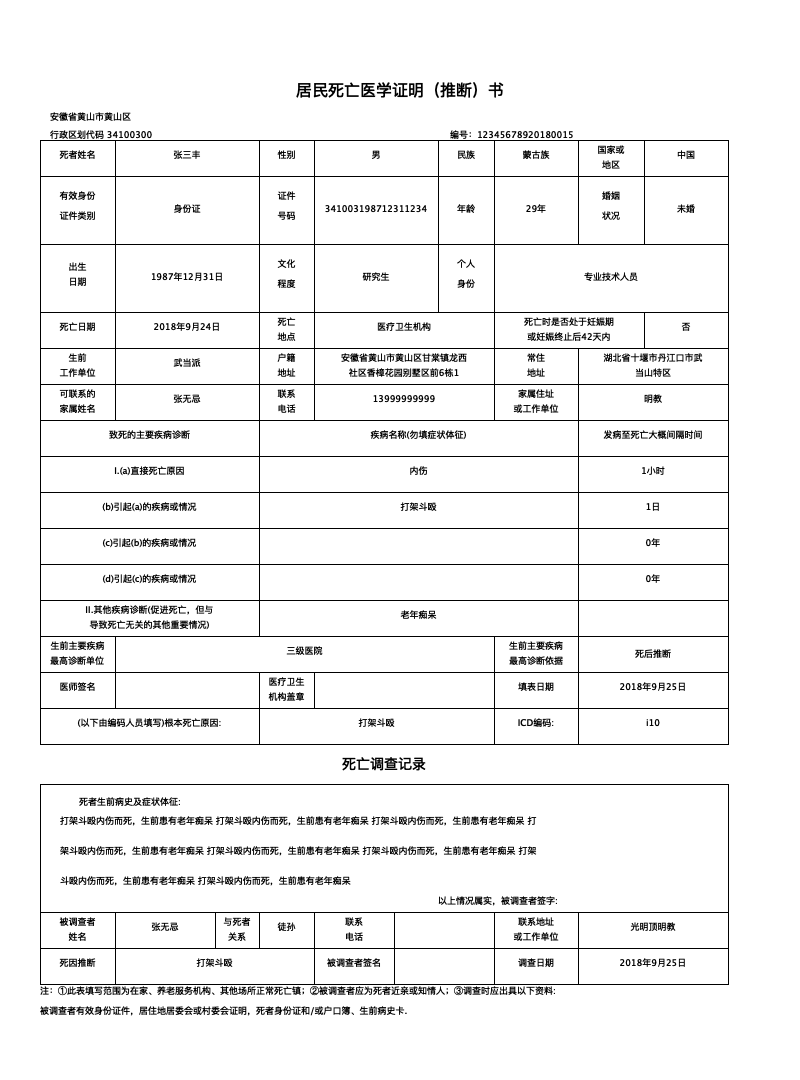 居民死亡医学证明（推断）书
安徽省黄山市黄山区
行政区划代码 34100300 编号：12345678920180015
死者姓名 张三丰 性别 男 民族 蒙古族 国家或地区 中国
有效身份证件类别 身份证 证件号码 341003198712311234 年龄 29年 婚姻状况 未婚
出生日期 1987年12月31日 文化程度 研究生 个人身份 专业技术人员
死亡日期 2018年9月24日 死亡地点 医疗卫生机构 死亡时是否处于妊娠期或妊娠终止后42天内 否
生前工作单位 武当派 户籍地址 安徽省黄山市黄山区甘棠镇龙西社区香樟花园别墅区前6栋1 常住地址 湖北省十堰市丹江口市武当山特区
可联系的家属姓名 张无忌 联系电话 13999999999 家属住址或工作单位 明教
致死的主要疾病诊断 疾病名称(勿填症状体征) 发病至死亡大概间隔时间
I.(a)直接死亡原因 内伤 1小时
(b)引起(a)的疾病或情况 打架斗殴 1日
(c)引起(b)的疾病或情况 0年
(d)引起(c)的疾病或情况 0年
II.其他疾病诊断(促进死亡，但与导致死亡无关的其他重要情况) 老年痴呆
生前主要疾病最高诊断单位 三级医院 生前主要疾病最高诊断依据 死后推断
医师签名 医疗卫生机构盖章 填表日期 2018年9月25日
(以下由编码人员填写)根本死亡原因: 打架斗殴 ICD编码: i10
死亡调查记录
死者生前病史及症状体征:
打架斗殴内伤而死，生前患有老年痴呆 打架斗殴内伤而死，生前患有老年痴呆 打架斗殴内伤而死，生前患有老年痴呆 打
架斗殴内伤而死，生前患有老年痴呆 打架斗殴内伤而死，生前患有老年痴呆 打架斗殴内伤而死，生前患有老年痴呆 打架
斗殴内伤而死，生前患有老年痴呆 打架斗殴内伤而死，生前患有老年痴呆
以上情况属实，被调查者签字:
被调查者姓名 张无忌 与死者关系 徒孙 联系电话 联系地址或工作单位 光明顶明教
死因推断 打架斗殴 被调查者签名 调查日期 2018年9月25日
注：①此表填写范围为在家、养老服务机构、其他场所正常死亡镇；②被调查者应为死者近亲或知情人；③调查时应出具以下资料:
被调查者有效身份证件，居住地居委会或村委会证明，死者身份证和/或户口簿、生前病史卡.